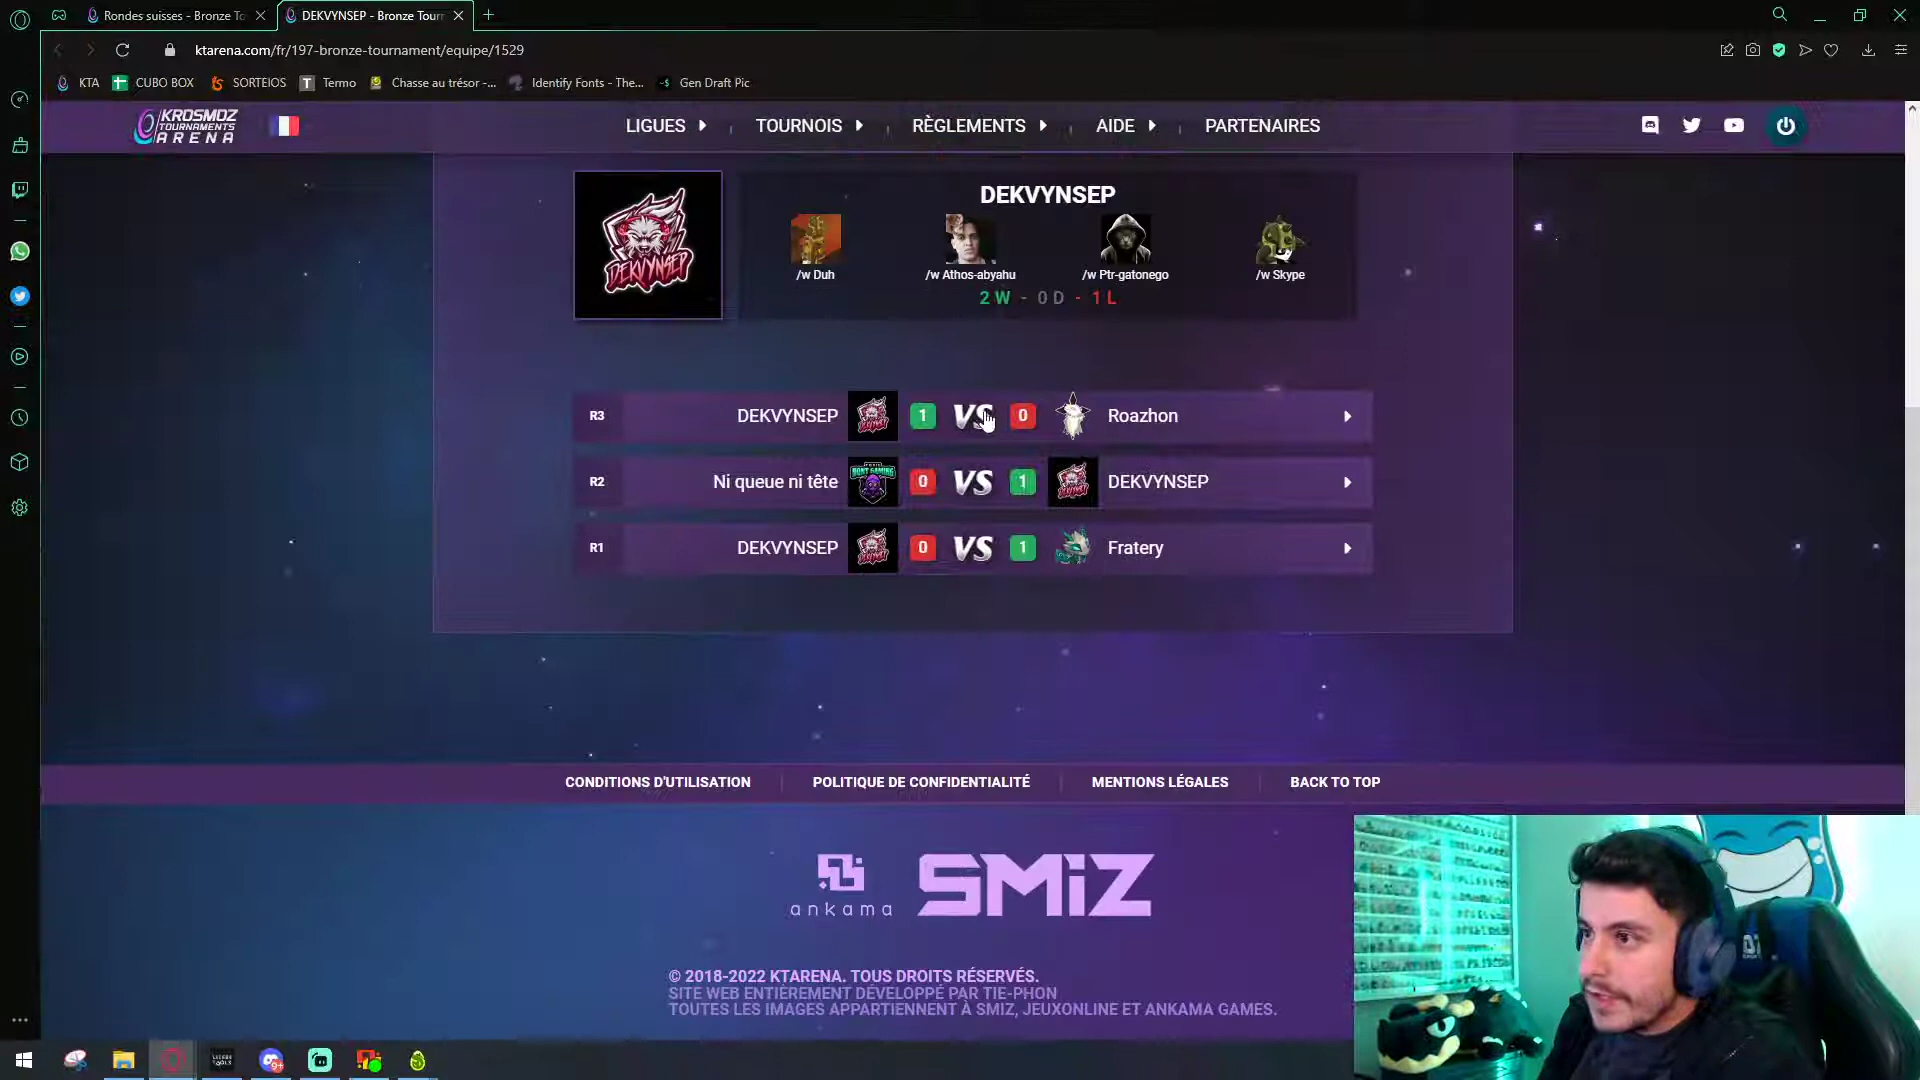 Rondes suisses - Bronze To
DEKVYNSEP - Bronze Tourn
ktarena.com/fr/197-bronze-tournament/equipe/1529
KTA
CUBO BOX
SORTEIOS
T Termo
Chasse au trésor -...
Identify Fonts - The...
Gen Draft Pic
KROSMOZ
TOURNAMENTS
ARENA
LIGUES
TOURNOIS
RÈGLEMENTS
AIDE
PARTENAIRES
DEKVYNSEP
DEKVYNSEP
/w Duh
/w Athos-abyahu
/w Ptr-gatonego
/w Skype
2 W - 0 D - 1 L
R3 DEKVYNSEP 1 VS 0 Roazhon
R2 Ni queue ni tête 0 VS 1 DEKVYNSEP
R1 DEKVYNSEP 0 VS 1 Fratery
CONDITIONS D'UTILISATION
POLITIQUE DE CONFIDENTIALITÉ
MENTIONS LÉGALES
BACK TO TOP
ankama
SMiZ
© 2018-2022 KTARENA. TOUS DROITS RÉSERVÉS.
SITE WEB ENTIÈREMENT DÉVELOPPÉ PAR TIE-PHON
TOUTES LES IMAGES APPARTIENNENT À SMIZ, JEUXONLINE ET ANKAMA GAMES.
9+